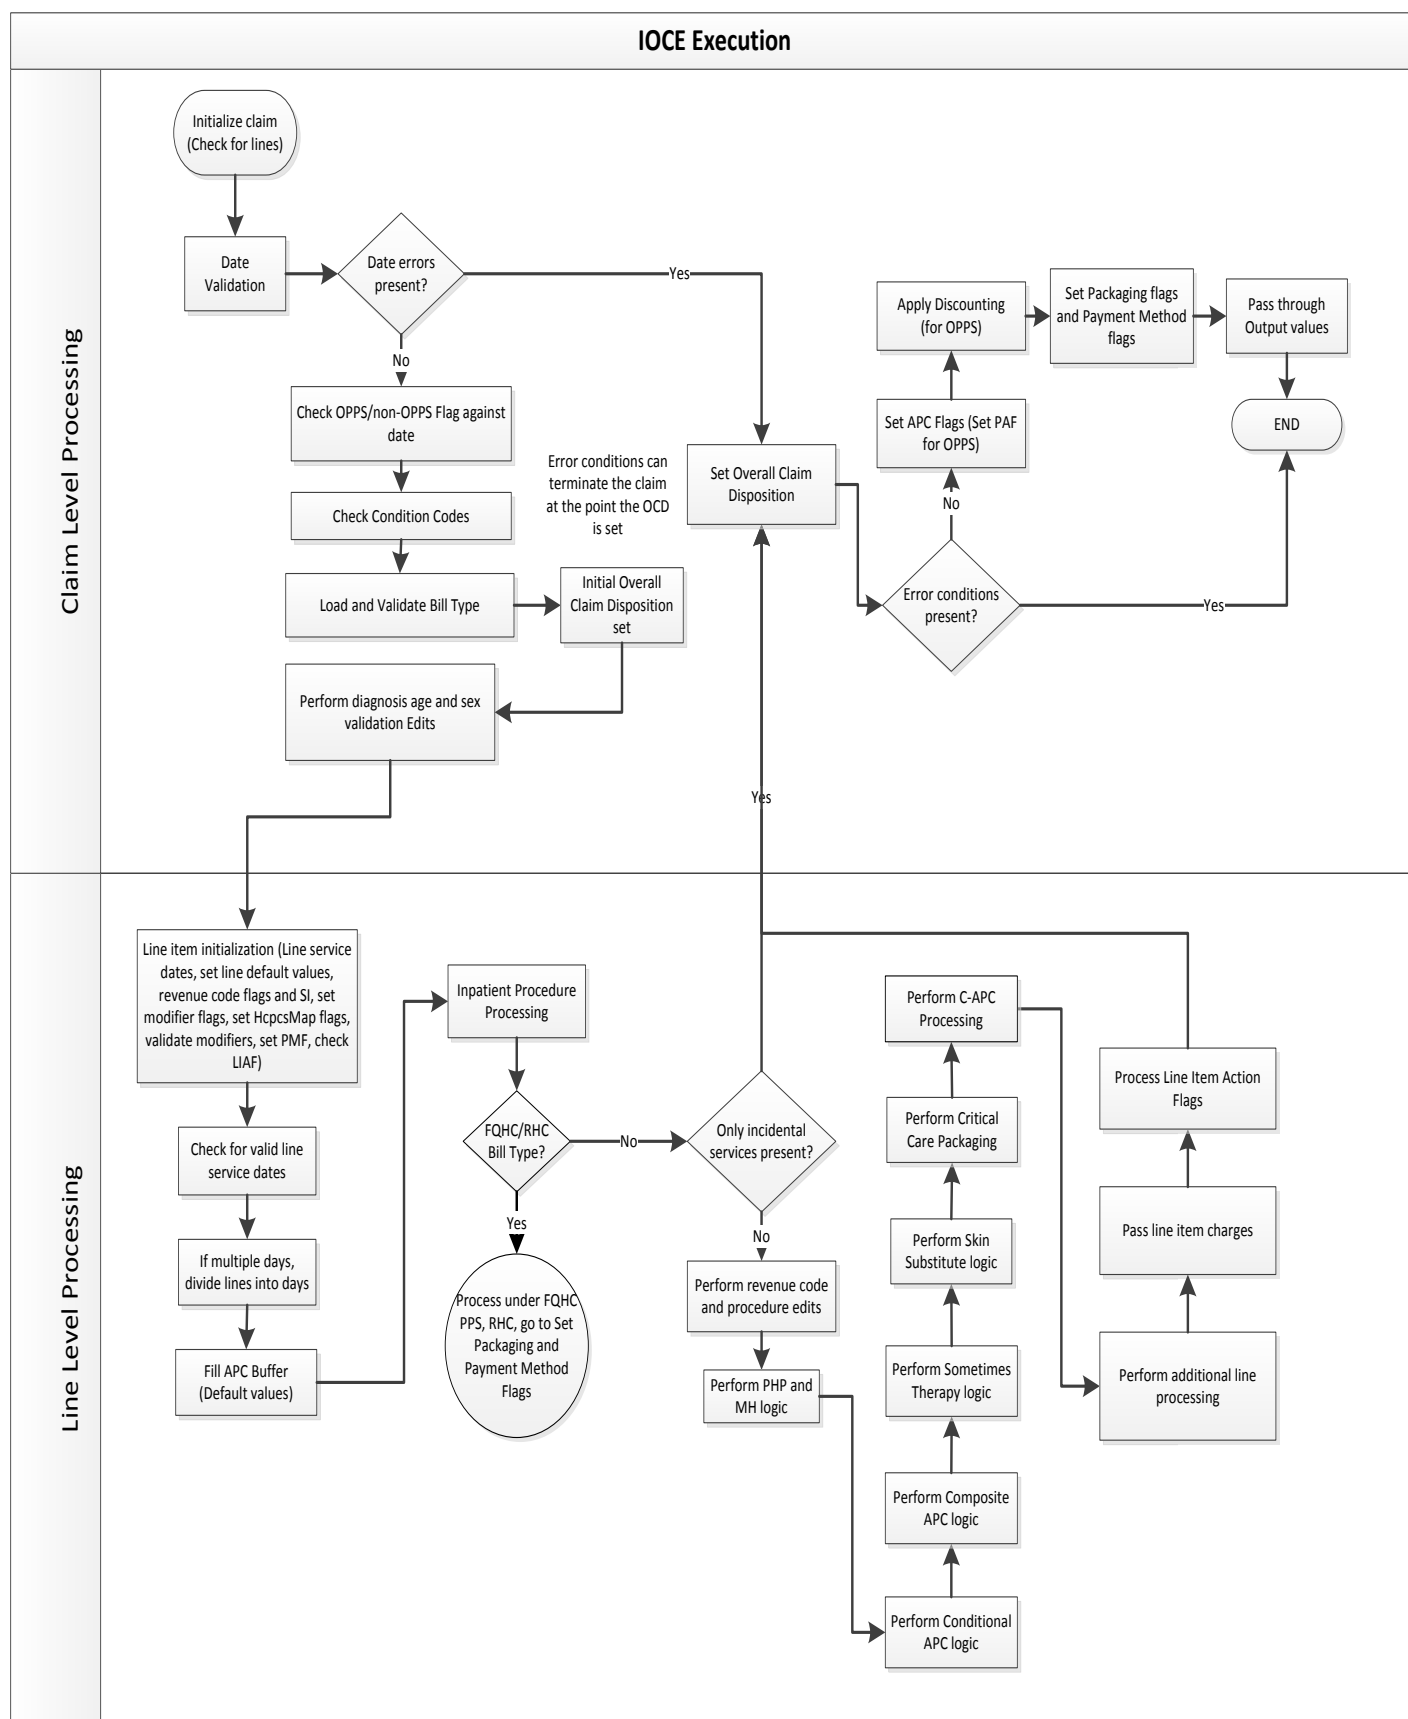 IOCE Execution
Claim Level Processing
Initialize claim
(Check for lines)
Date
Validation
Date errors
present?
Yes
No
Check OPPS/non-OPPS Flag against
date
Check Condition Codes
Load and Validate Bill Type
Error conditions can
terminate the claim
at the point the OCD
is set
Initial Overall
Claim Disposition
set
Perform diagnosis age and sex
validation Edits
Set Overall Claim
Disposition
Error conditions
present?
Yes
No
Set APC Flags (Set PAF
for OPPS)
Apply Discounting
(for OPPS)
Set Packaging flags
and Payment Method
flags
Pass through
Output values
END
Yes
Line Level Processing
Line item initialization (Line service
dates, set line default values,
revenue code flags and SI, set
modifier flags, set HcpcsMap flags,
validate modifiers, set PMF, check
LIAF)
Check for valid line
service dates
If multiple days,
divide lines into days
Fill APC Buffer
(Default values)
Inpatient Procedure
Processing
FQHC/RHC
Bill Type?
No
Yes
Process under FQHC
PPS, RHC, go to Set
Packaging and
Payment Method
Flags
Only incidental
services present?
No
Perform revenue code
and procedure edits
Perform PHP and
MH logic
Perform Conditional
APC logic
Perform Composite
APC logic
Perform Sometimes
Therapy logic
Perform Skin
Substitute logic
Perform Critical
Care Packaging
Perform C-APC
Processing
Perform additional line
processing
Pass line item charges
Process Line Item Action
Flags